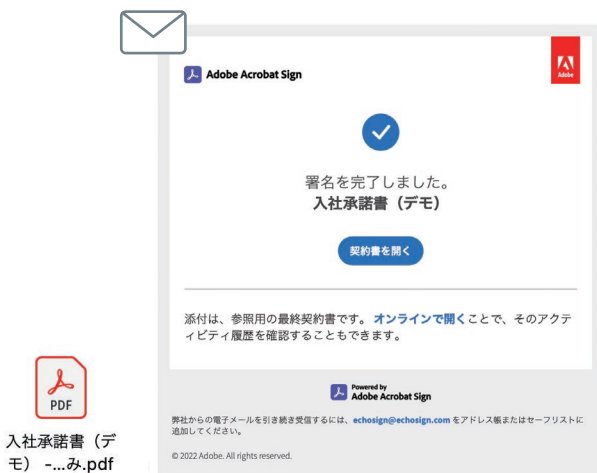 Adobe Acrobat Sign
Adobe
署名を完了しました。
入社承諾書（デモ）
契約書を開く
添付は、参照用の最終契約書です。オンラインで開くことで、そのアクテ
ィビティ履歴を確認することもできます。
Powered by
Adobe Acrobat Sign
弊社からの電子メールを引き続き受信するには、echosign@echosign.com をアドレス帳またはセーフリストに
追加してください。
© 2022 Adobe. All rights reserved.
PDF
入社承諾書（デ
モ） -...み.pdf